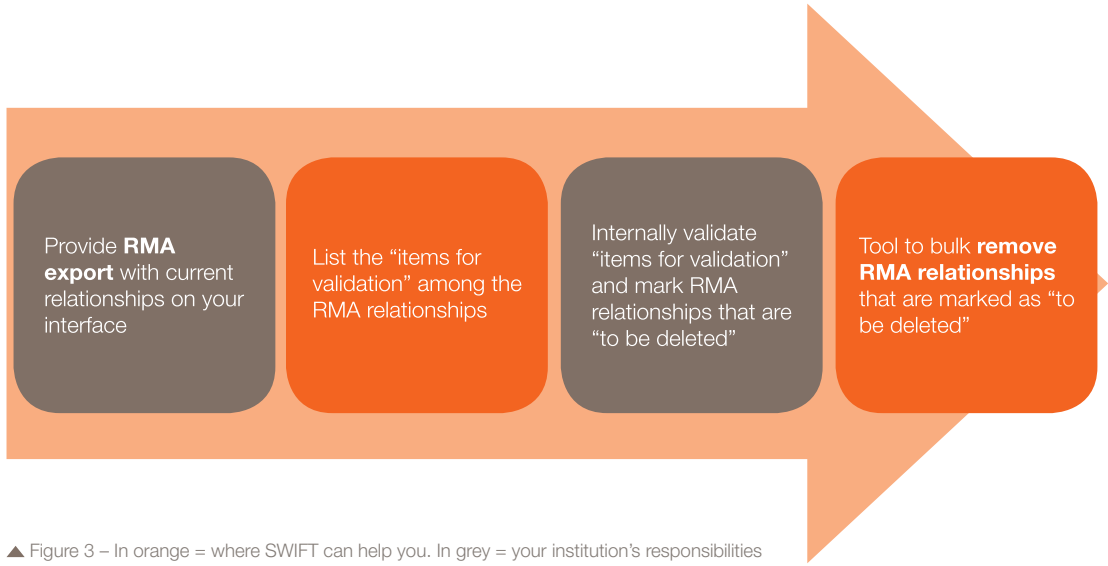 Provide RMA
export with current
relationships on your
interface
List the “items for
validation” among the
RMA relationships
Internally validate
“items for validation”
and mark RMA
relationships that are
“to be deleted”
Tool to bulk remove
RMA relationships
that are marked as “to
be deleted”
Figure 3 – In orange = where SWIFT can help you. In grey = your institution’s responsibilities